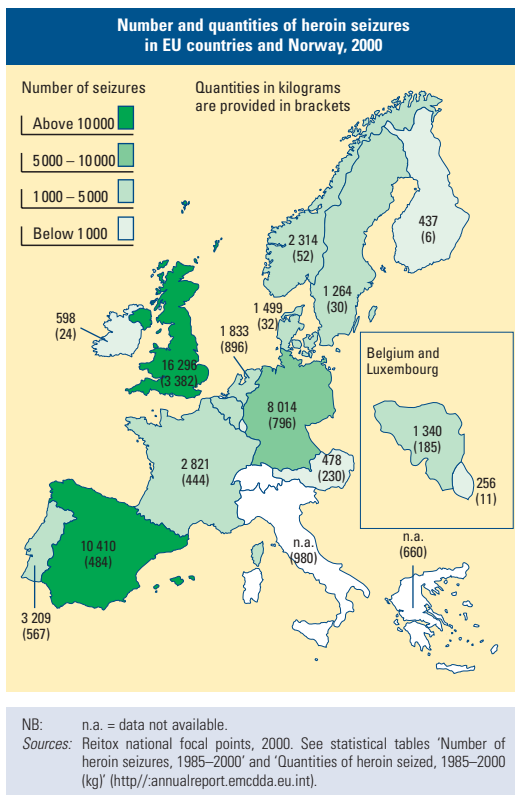 Number and quantities of heroin seizures
in EU countries and Norway, 2000
Number of seizures
Above 10 000
5 000 – 10 000
1 000 – 5 000
Below 1 000
Quantities in kilograms
are provided in brackets
437
(6)
2 314
(52)
1 264
(30)
1 499
(32)
598
(24)
1 833
(896)
16 296
(3 382)
8 014
(796)
Belgium and
Luxembourg
1 340
(185)
256
(11)
478
(230)
2 821
(444)
n.a.
(980)
n.a.
(660)
10 410
(484)
3 209
(567)
NB: n.a. = data not available.
Sources: Reitox national focal points, 2000. See statistical tables ‘Number of
heroin seizures, 1985–2000’ and ‘Quantities of heroin seized, 1985–2000
(kg)’ (http//:annualreport.emcdda.eu.int).